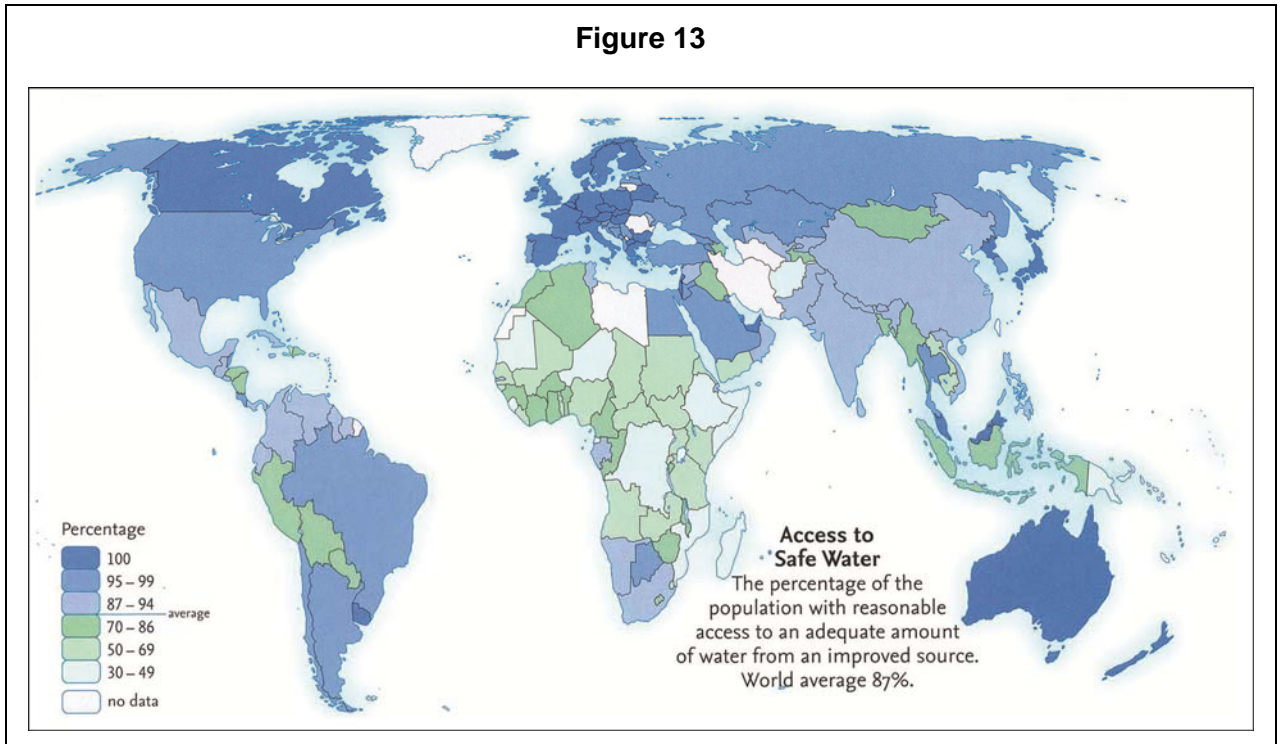 Figure 13
Percentage
100
95 – 99
87 – 94
average
70 – 86
50 – 69
30 – 49
no data
Access to
Safe Water
The percentage of the
population with reasonable
access to an adequate amount
of water from an improved source.
World average 87%.